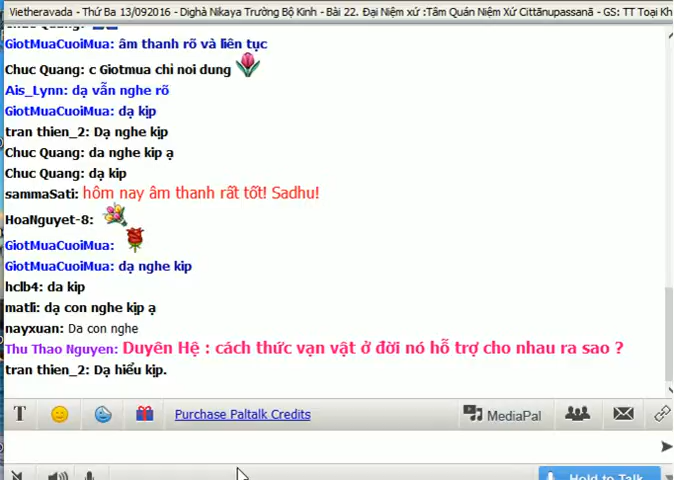 Vietheravada - Thứ Ba 13/092016 - Dighà Nikaya Trường Bộ Kinh - Bài 22. Đại Niệm xứ :Tâm Quán Niệm Xứ Cittānupassanā - GS: TT Toại Kh
GiotMuaCuoiMua: âm thanh rõ và liên tục
Chuc Quang: c Giotmua chỉ noi dung
Ais_Lynn: dạ vẫn nghe rõ
GiotMuaCuoiMua: dạ kịp
tran thien_2: Dạ nghe kịp
Chuc Quang: da nghe kip ạ
Chuc Quang: dạ kip
sammaSati: hôm nay âm thanh rất tốt! Sadhu!
HoaNguyet-8:
GiotMuaCuoiMua:
GiotMuaCuoiMua: dạ nghe kip
hclb4: da kip
matli: dạ con nghe kip ạ
nayxuan: Da con nghe
Thu Thao Nguyen: Duyên Hệ : cách thức vạn vật ở đời nó hỗ trợ cho nhau ra sao ?
tran thien_2: Dạ hiểu kịp.
T Purchase Paltalk Credits MediaPal
Hold to Talk